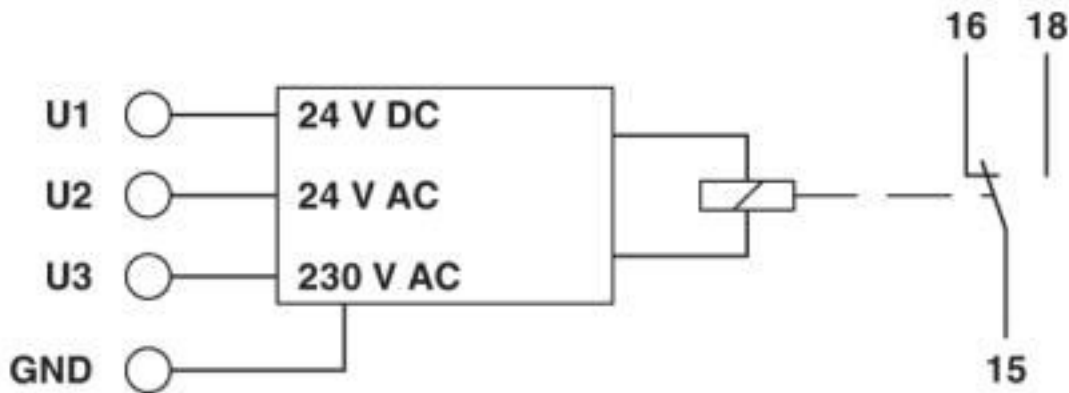 16 18
U1 24 V DC
U2 24 V AC
U3 230 V AC
GND
15